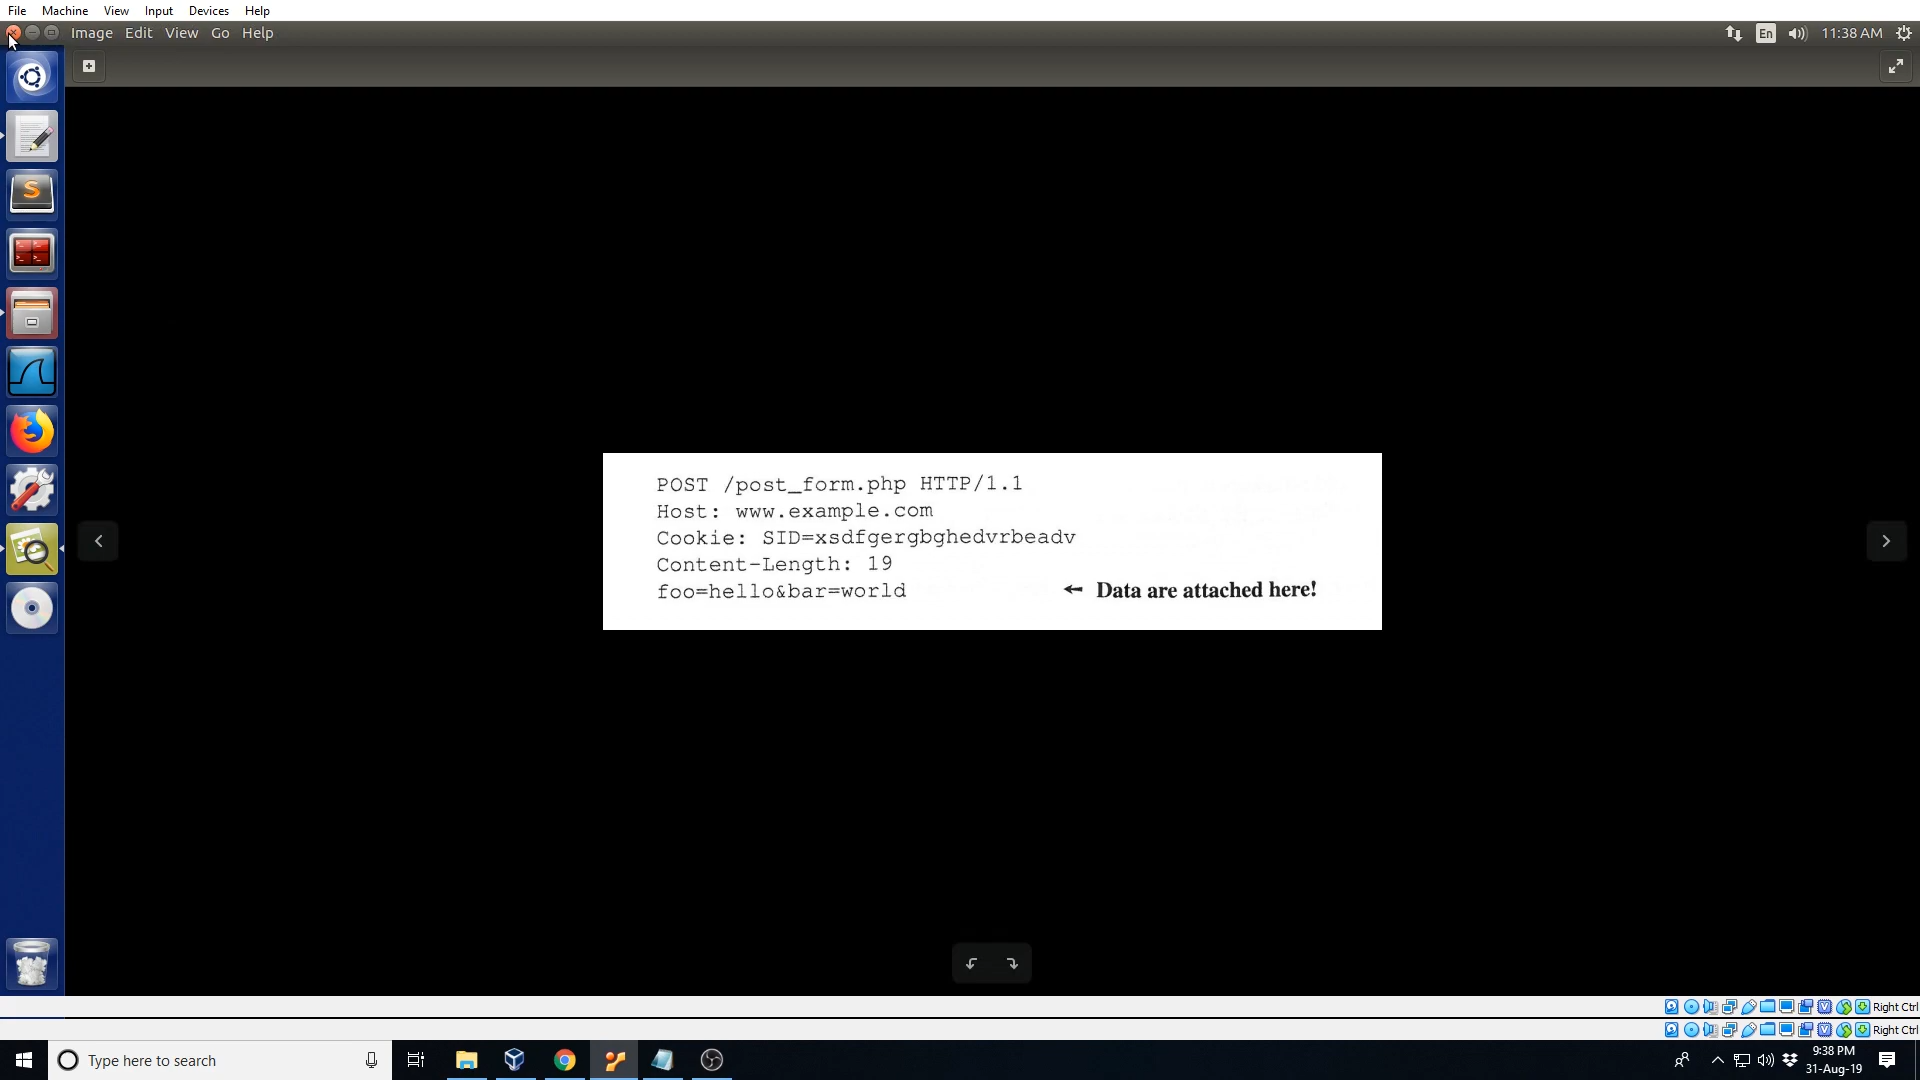 File Machine View Input Devices Help
Image Edit View Go Help En 11:38 AM
S
POST /post_form.php HTTP/1.1
Host: www.example.com
Cookie: SID=xsdfgergbghedvrbeadv
Content-Length: 19
foo=hello&bar=world ← Data are attached here!
Right Ctrl
Right Ctrl
Type here to search
9:38 PM
31-Aug-19